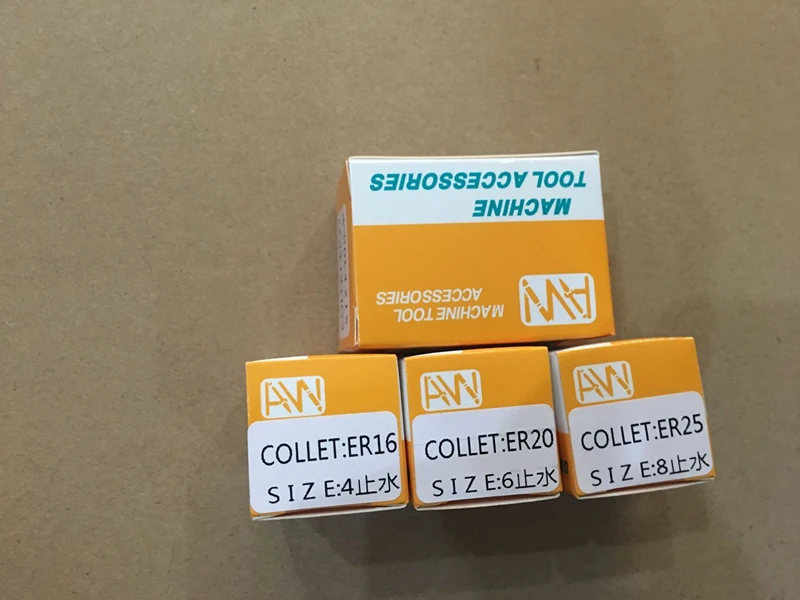 MACHINE
TOOL ACCESSORIES
AW
MACHINE TOOL
ACCESSORIES
AW
COLLET:ER16
SIZE:4止水
AW
COLLET:ER20
SIZE:6止水
AW
COLLET:ER25
SIZE:8止水